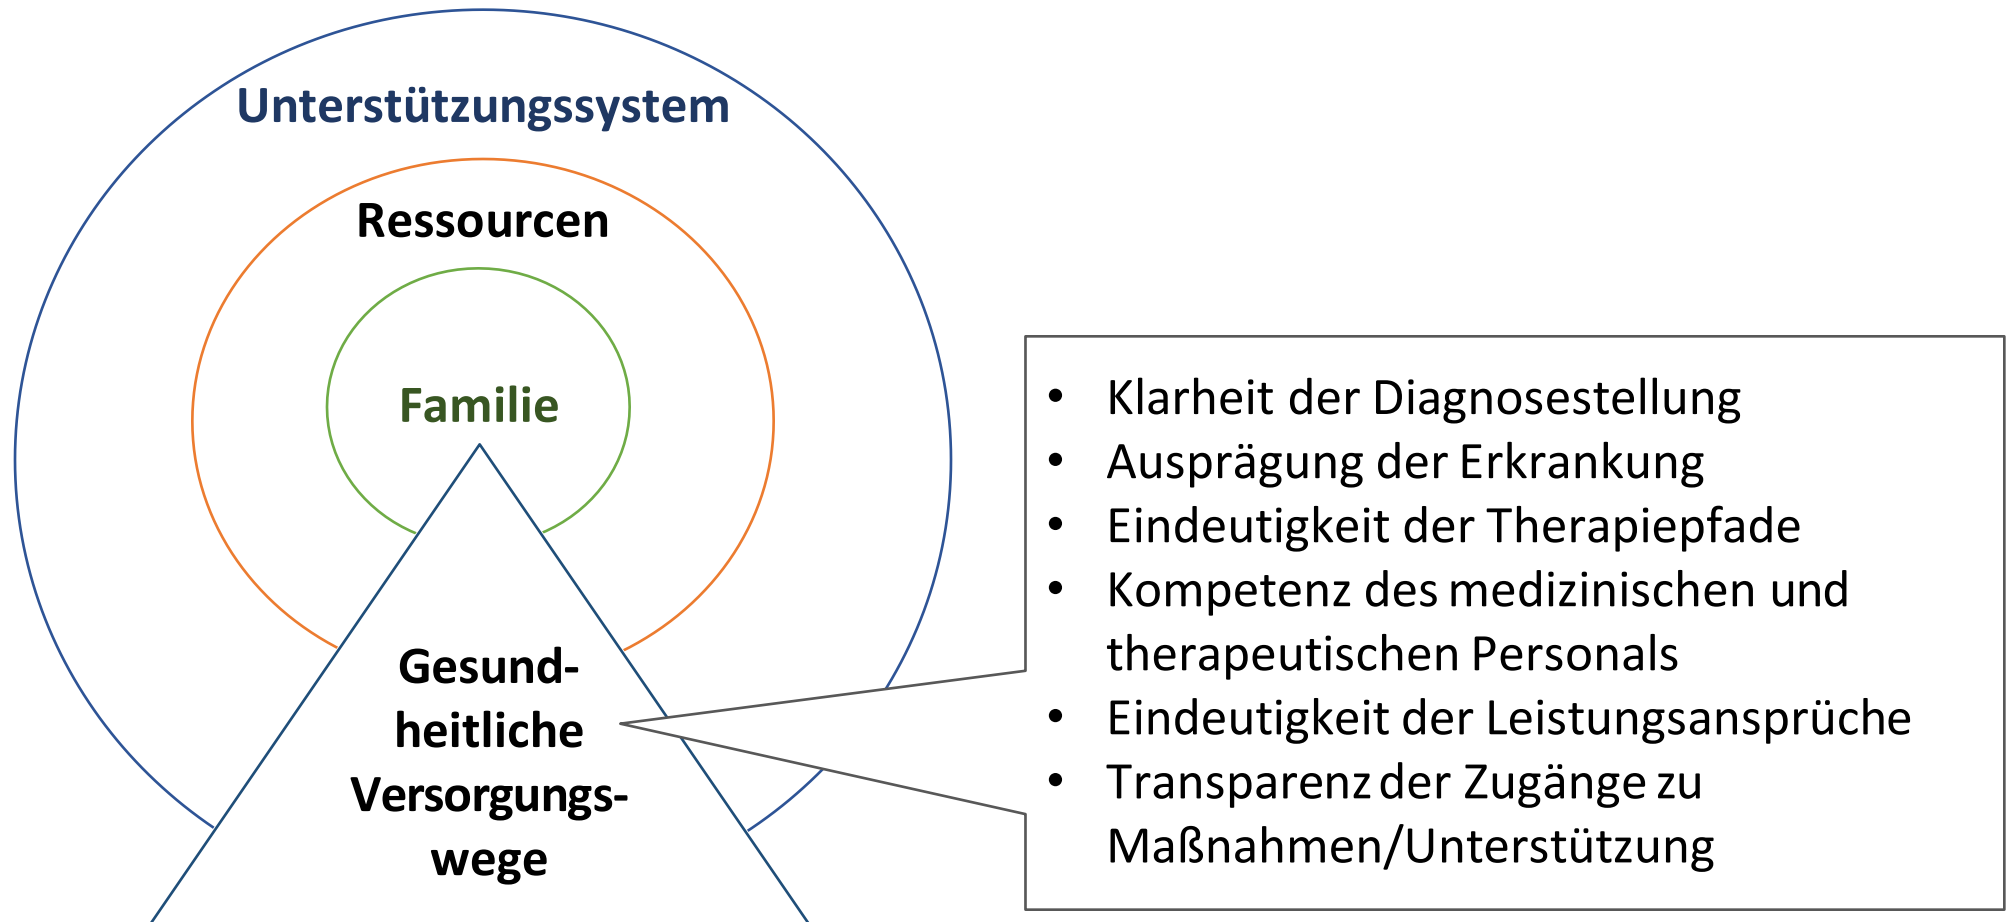 Unterstützungssystem
Ressourcen
Familie
Gesund-
heitliche
Versorgungs-
wege
• Klarheit der Diagnosestellung
• Ausprägung der Erkrankung
• Eindeutigkeit der Therapiepfade
• Kompetenz des medizinischen und
therapeutischen Personals
• Eindeutigkeit der Leistungsansprüche
• Transparenz der Zugänge zu
Maßnahmen/Unterstützung